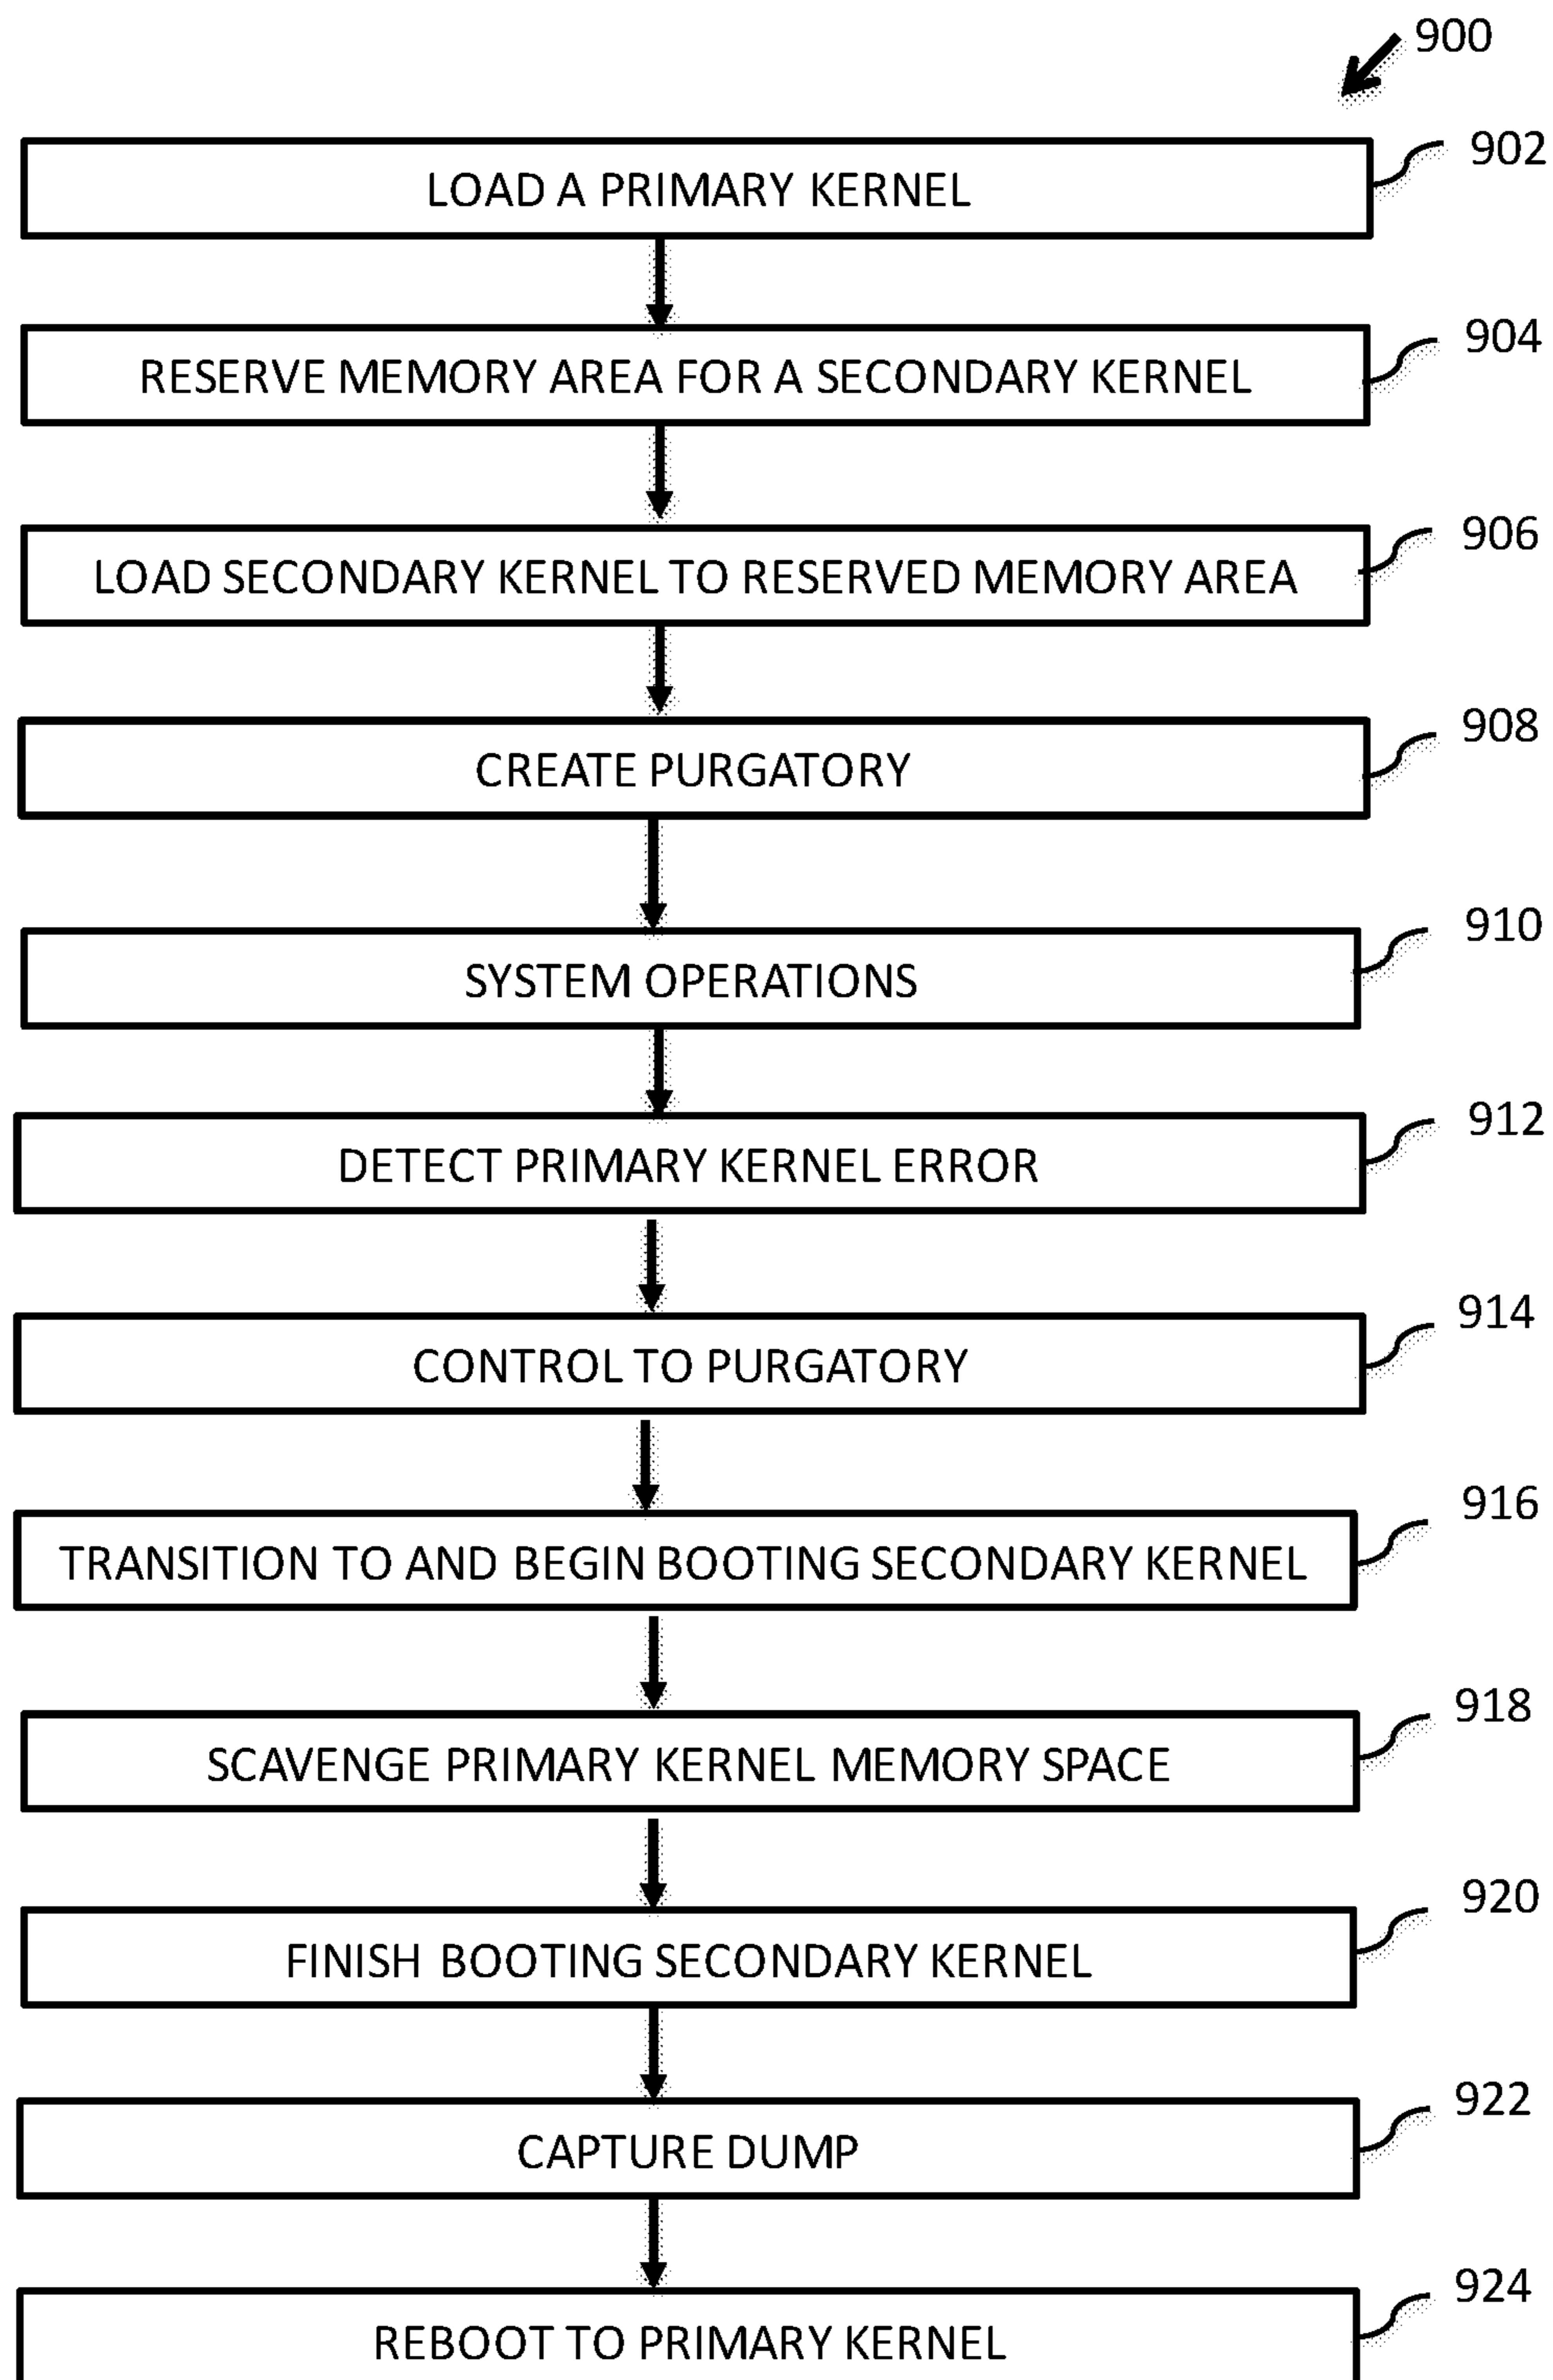 900
902
LOAD A PRIMARY KERNEL
904
RESERVE MEMORY AREA FOR A SECONDARY KERNEL
906
LOAD SECONDARY KERNEL TO RESERVED MEMORY AREA
908
CREATE PURGATORY
910
SYSTEM OPERATIONS
912
DETECT PRIMARY KERNEL ERROR
914
CONTROL TO PURGATORY
916
TRANSITION TO AND BEGIN BOOTING SECONDARY KERNEL
918
SCAVENGE PRIMARY KERNEL MEMORY SPACE
920
FINISH BOOTING SECONDARY KERNEL
922
CAPTURE DUMP
924
REBOOT TO PRIMARY KERNEL